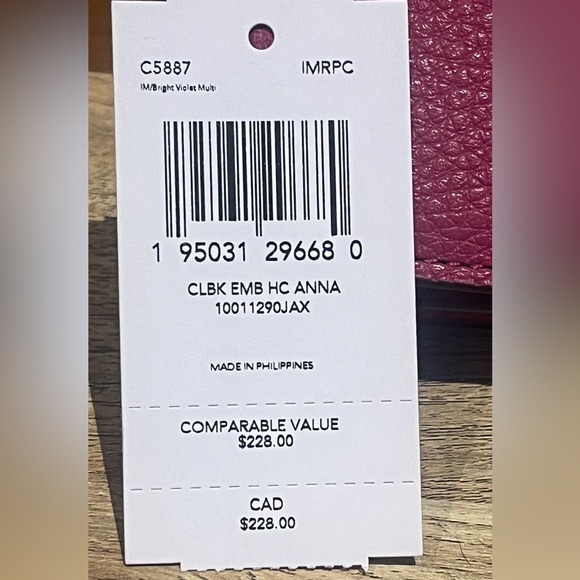 C5887 IMRPC
IM/Bright Violet Multi
1 95031 29668 0
CLBK EMB HC ANNA
10011290JAX
MADE IN PHILIPPINES
COMPARABLE VALUE
$228.00
CAD
$228.00